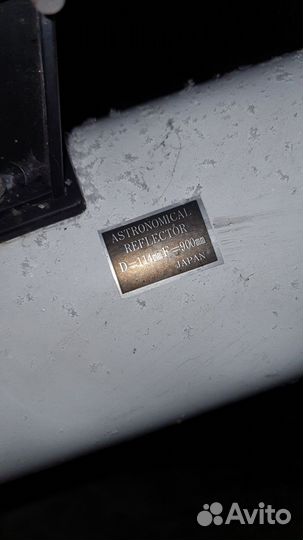 ASTRONOMICAL
REFLECTOR
D=114mm F=900mm
JAPAN
Avito